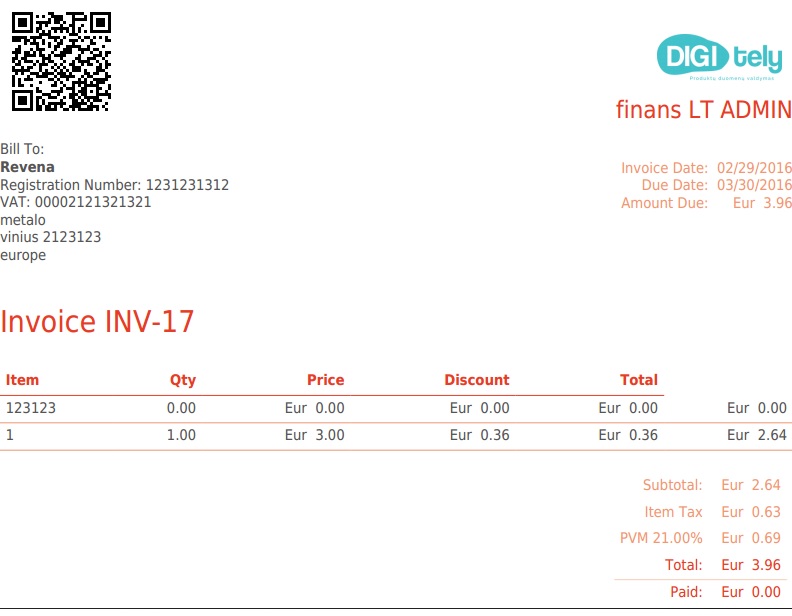 DIGI tely
Produktų duomenų valdymas
finans LT ADMIN
Bill To:
Revena
Registration Number: 1231231312
VAT: 00002121321321
metalo
vinius 2123123
europe
Invoice Date: 02/29/2016
Due Date: 03/30/2016
Amount Due: Eur 3.96
Invoice INV-17
Item Qty Price Discount Total
123123 0.00 Eur 0.00 Eur 0.00 Eur 0.00 Eur 0.00
1 1.00 Eur 3.00 Eur 0.36 Eur 0.36 Eur 2.64
Subtotal: Eur 2.64
Item Tax Eur 0.63
PVM 21.00% Eur 0.69
Total: Eur 3.96
Paid: Eur 0.00